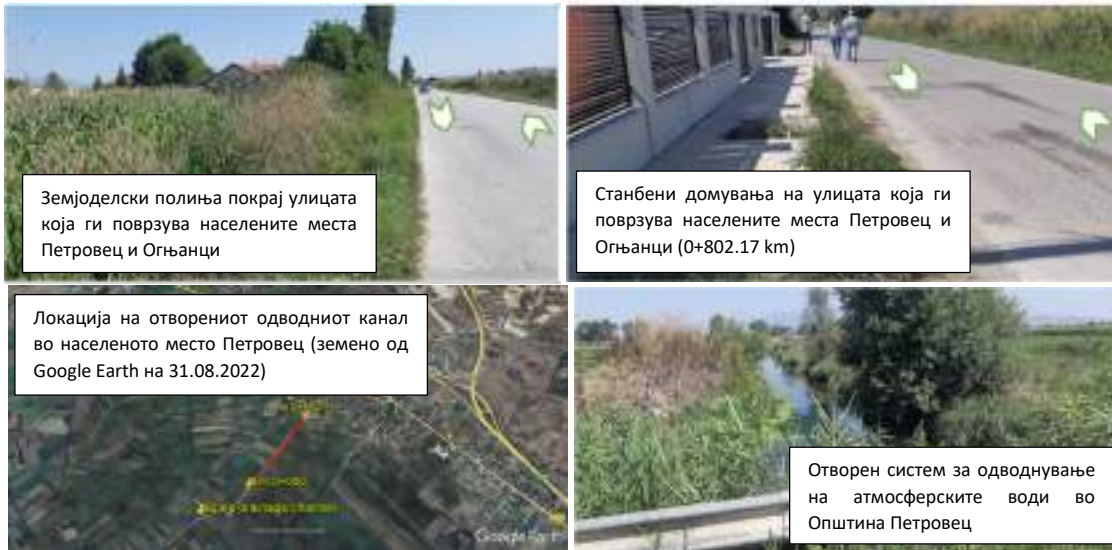 Земјоделски полиња покрај улицата
која ги поврзува населените места
Петровец и Огњанци
Станбени домувања на улицата која ги
поврзува населените места Петровец и
Огњанци (0+802.17 km)
Локација на отворениот одводниот канал
во населеното место Петровец (земено од
Google Earth на 31.08.2022)
Google Earth
Отворен систем за одводнување
на атмосферските води во
Општина Петровец